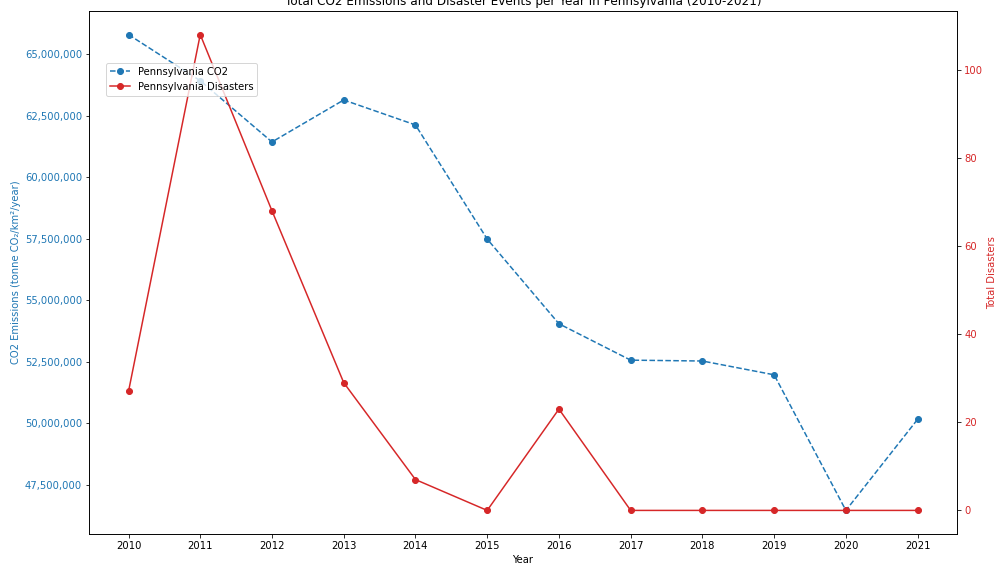 Total CO2 Emissions and Disaster Events per Year in Pennsylvania (2010-2021)
65,000,000
62,500,000
60,000,000
57,500,000
55,000,000
52,500,000
50,000,000
47,500,000
CO2 Emissions (tonne CO₂/km²/year)
Pennsylvania CO2
Pennsylvania Disasters
100
80
60
40
20
0
Total Disasters
2010 2011 2012 2013 2014 2015 2016 2017 2018 2019 2020 2021
Year